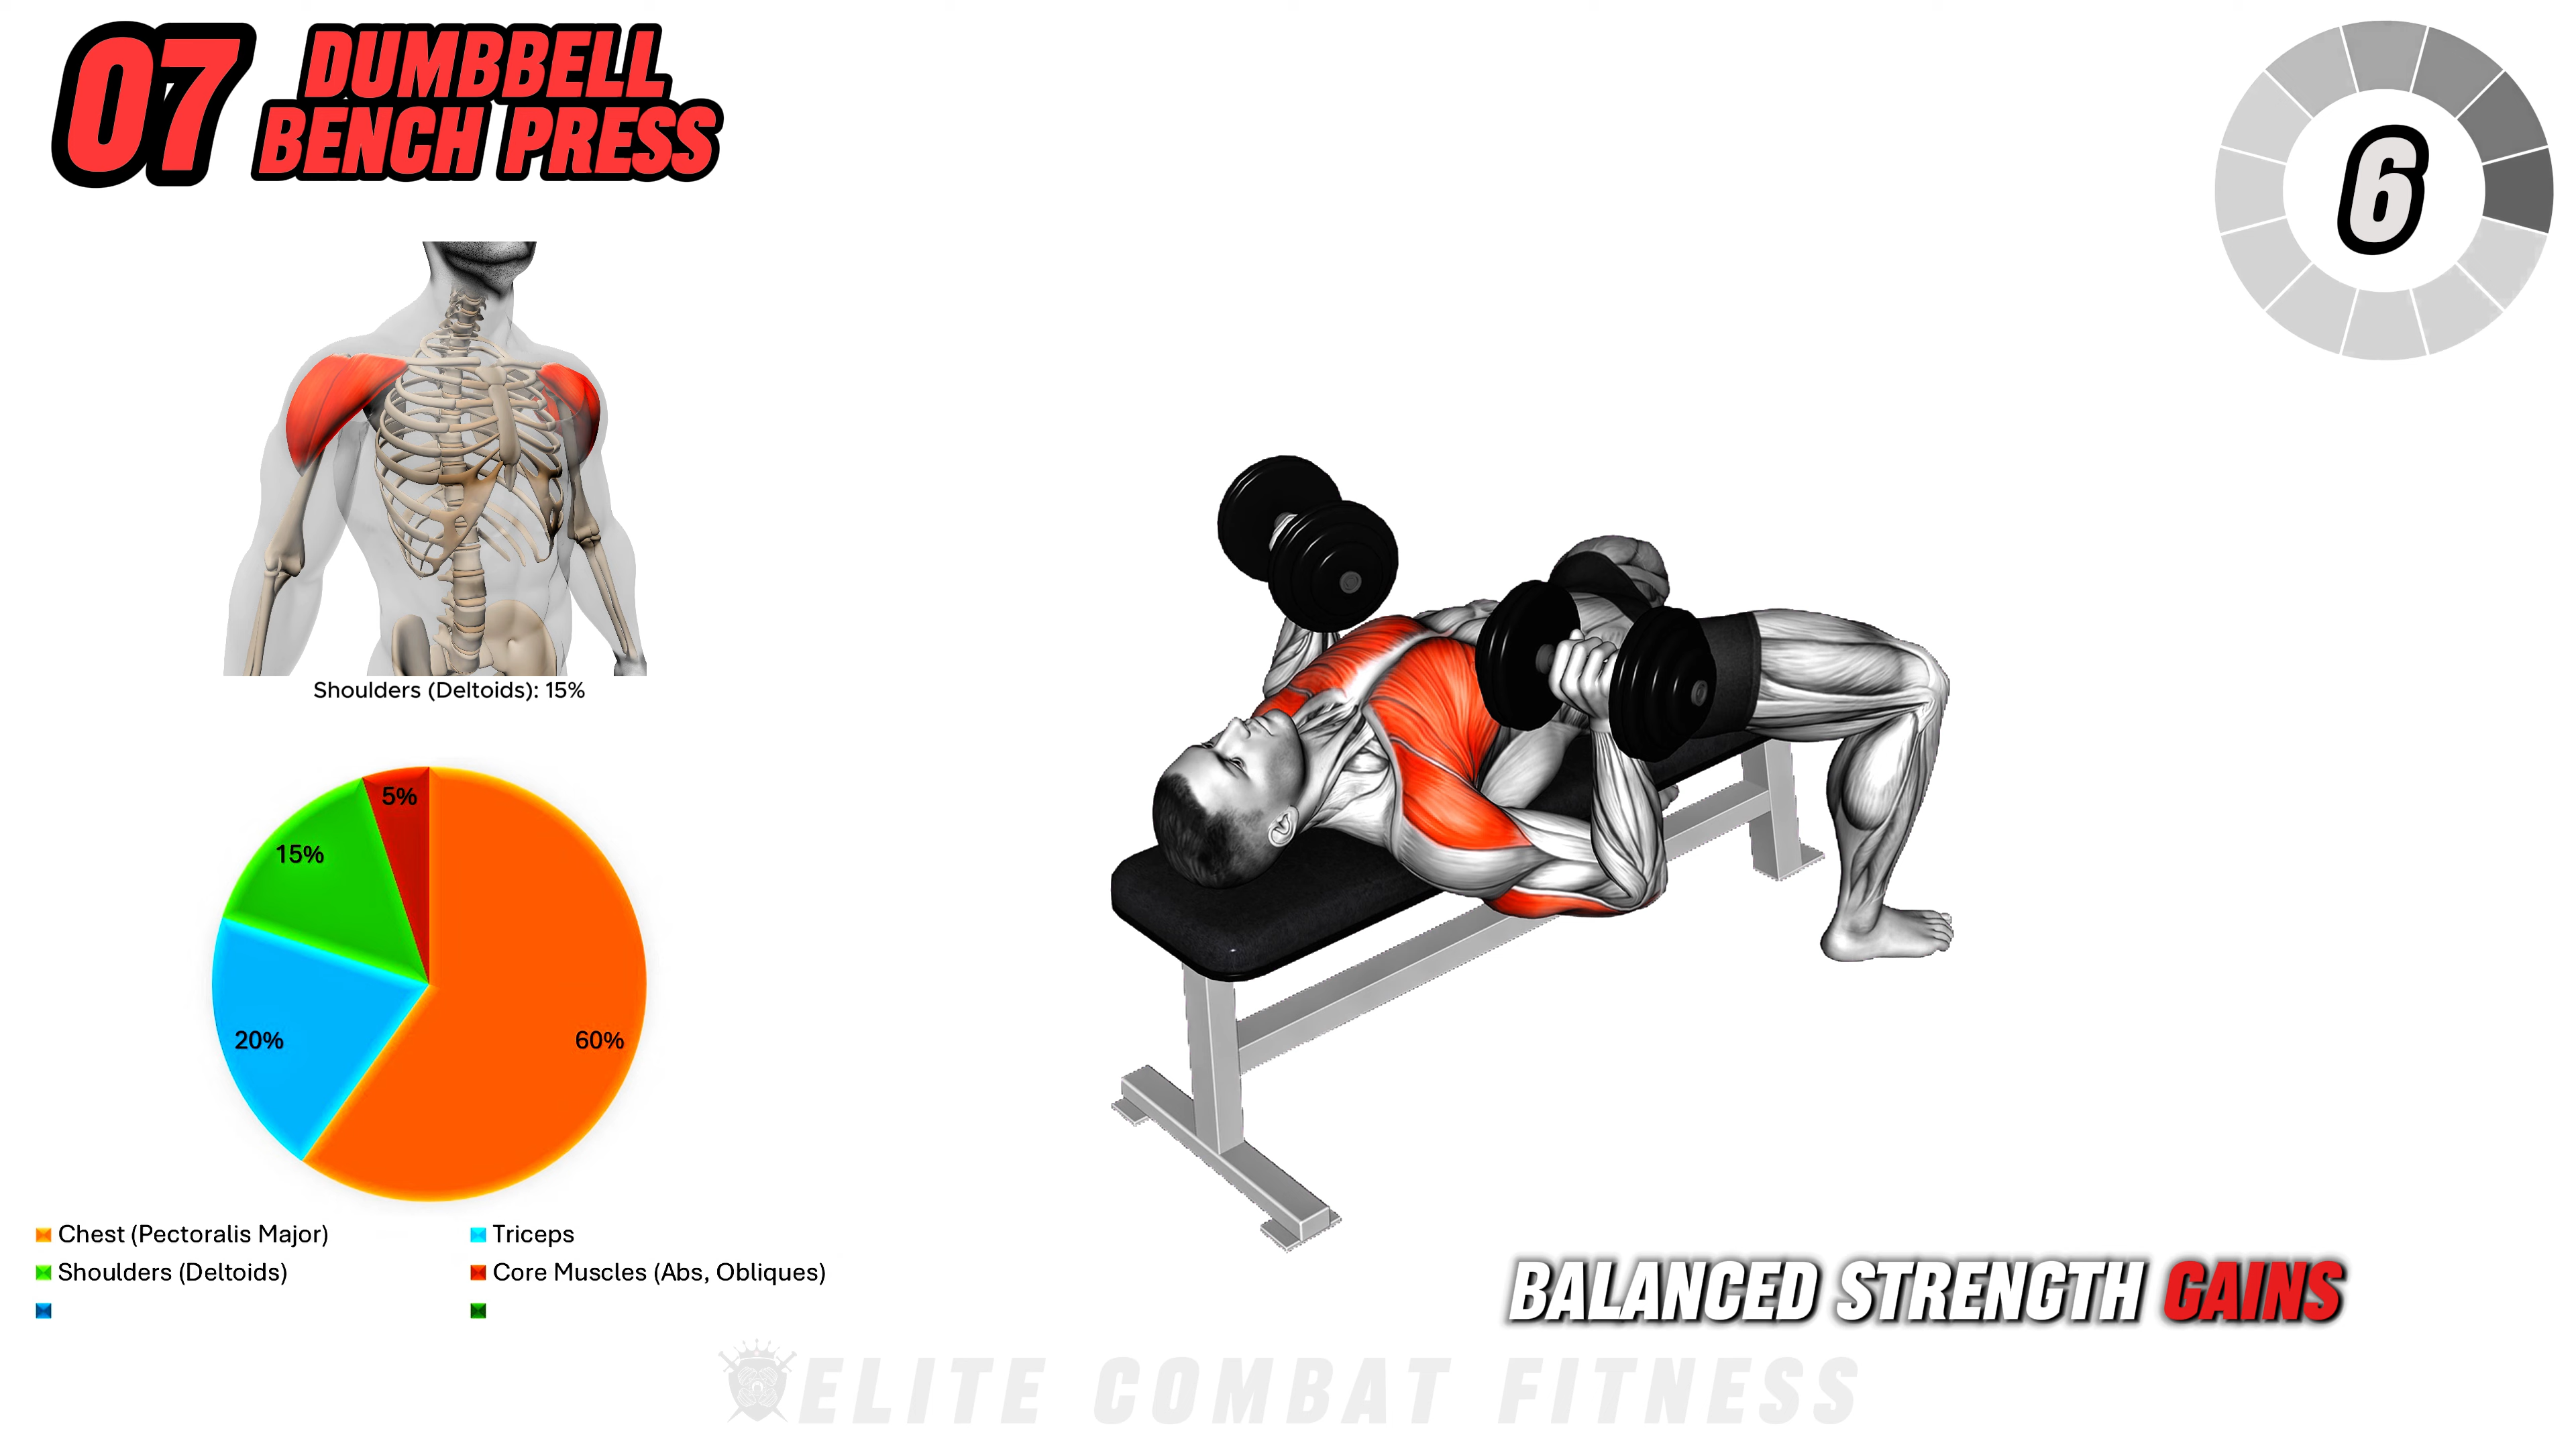 07 DUMBBELL
BENCH PRESS
6
Shoulders (Deltoids): 15%
5%
15%
20%
60%
Chest (Pectoralis Major)
Triceps
Shoulders (Deltoids)
Core Muscles (Abs, Obliques)
BALANCED STRENGTH GAINS
ELITE COMBAT FITNESS